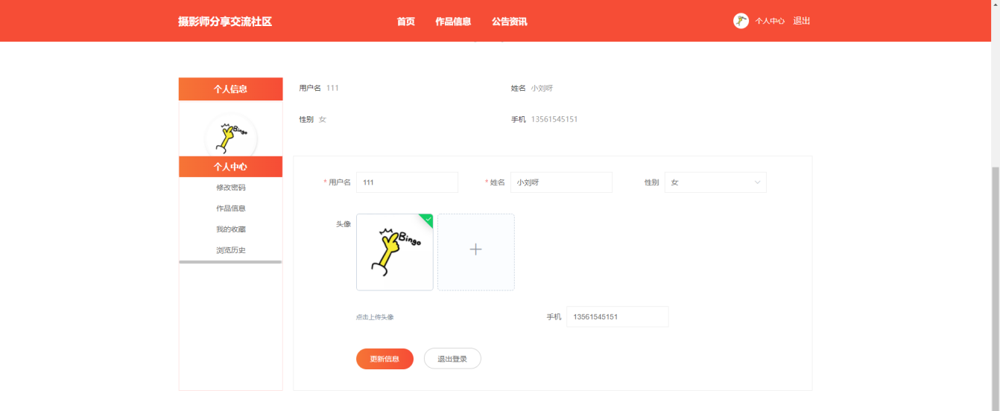 摄影师分享交流社区 首页 作品信息 公告资讯 个人中心 退出
个人信息
用户名 111 姓名 小刘呀
性别 女 手机 13561545151
Bingo
个人中心
修改密码
作品信息
我的收藏
浏览历史
* 用户名 111 * 姓名 小刘呀 性别 女
头像
Bingo
点击上传头像 手机 13561545151
更新信息 退出登录